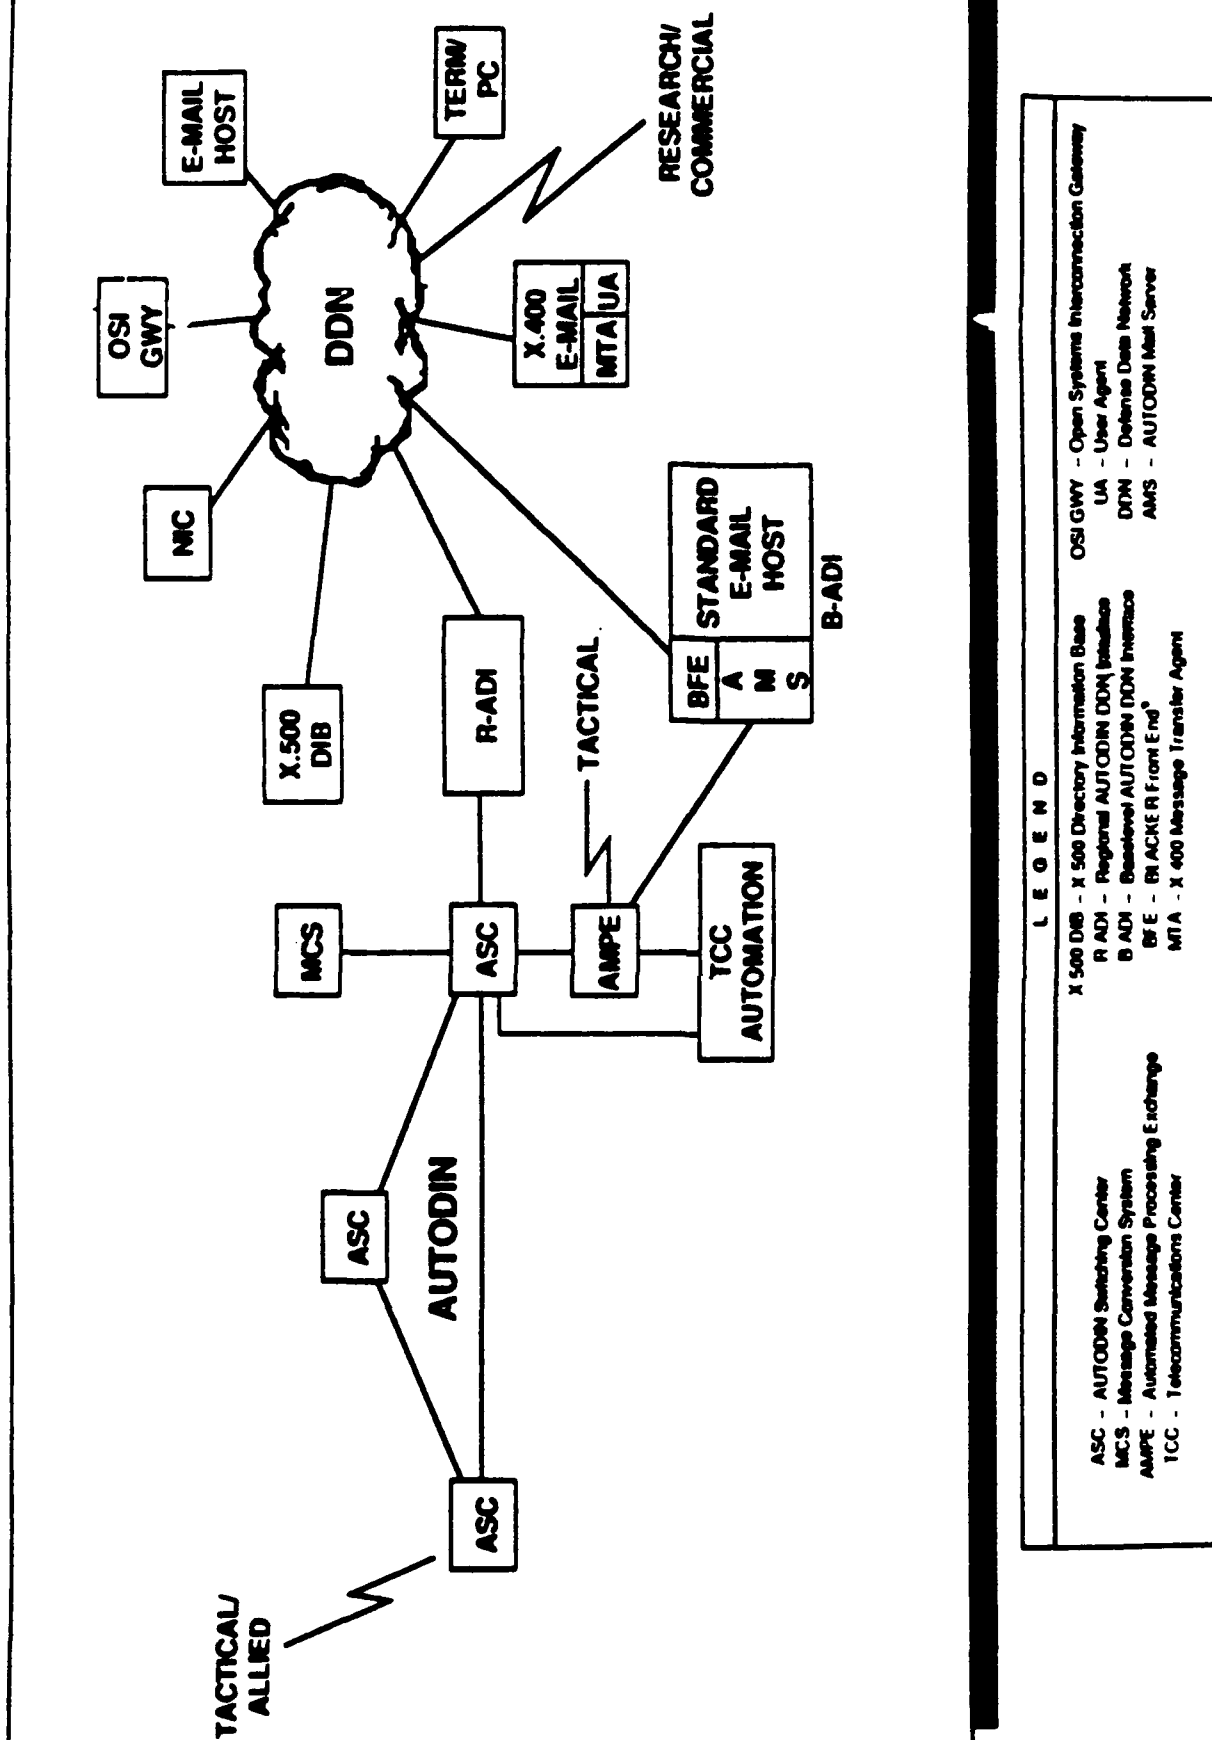 TACTICAL/
ALLIED
ASC
ASC
AUTODIN
MCS
ASC
AMPE
TCC
AUTOMATION
TACTICAL
X.500
DIB
R-ADI
NIC
OSI
GWY
E-MAIL
HOST
DDN
TERM/
PC
RESEARCH/
COMMERCIAL
X.400
E-MAIL
MTA UA
BFE
A
M
S
STANDARD
E-MAIL
HOST
B-ADI
L E G E N D
ASC - AUTODIN Switching Center
MCS - Message Conversion System
AMPE - Automated Message Processing Exchange
TCC - Telecommunications Center
X 500 DIB - X 500 Directory Information Base
R ADI - Regional AUTODIN DDN Interface
B ADI - Baselevel AUTODIN DDN Interface
BFE - BLACKER Front End
MTA - X 400 Message Transfer Agent
OSI GWY - Open Systems Interconnection Gateway
UA - User Agent
DDN - Defense Data Network
AMS - AUTODIN Mail Server